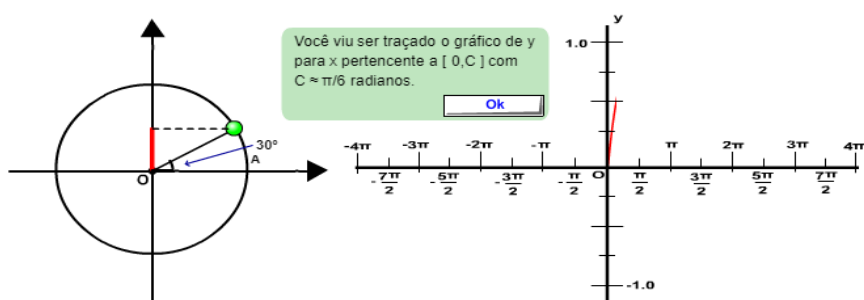 Você viu ser traçado o gráfico de y
para x pertencente a [ 0,C ] com
C ≈ π/6 radianos.
Ok
30º
A
O
y
1.0
-4π -3π -2π -π π 2π 3π 4π
x
O
-7π/2 -5π/2 -3π/2 -π/2 π/2 3π/2 5π/2 7π/2
-1.0